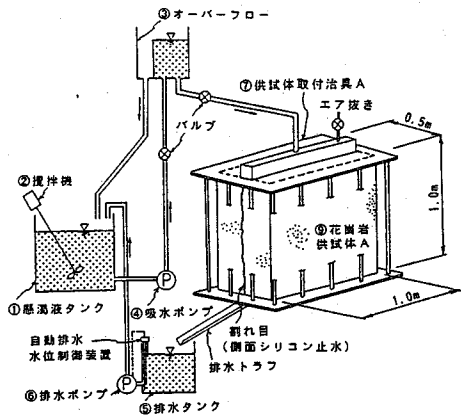 ③オーバーフロー
⑦供試体取付治具A
エア抜き
バルブ
0.5m
②攪拌機
1.0m
⑨花崗岩
供試体A
①懸濁液タンク
P
④吸水ポンプ
1.0m
割れ目
(側面シリコン止水)
自動排水
水位制御装置
排水トラフ
P
⑥排水ポンプ
⑤排水タンク